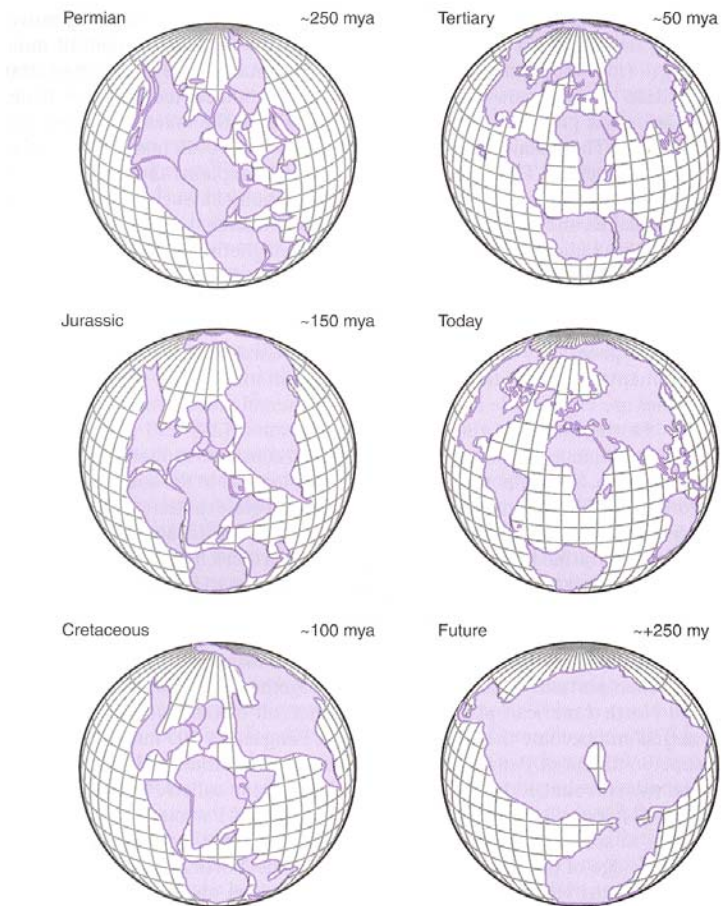 Permian ~250 mya
Tertiary ~50 mya
Jurassic ~150 mya
Today
Cretaceous ~100 mya
Future ~+250 my